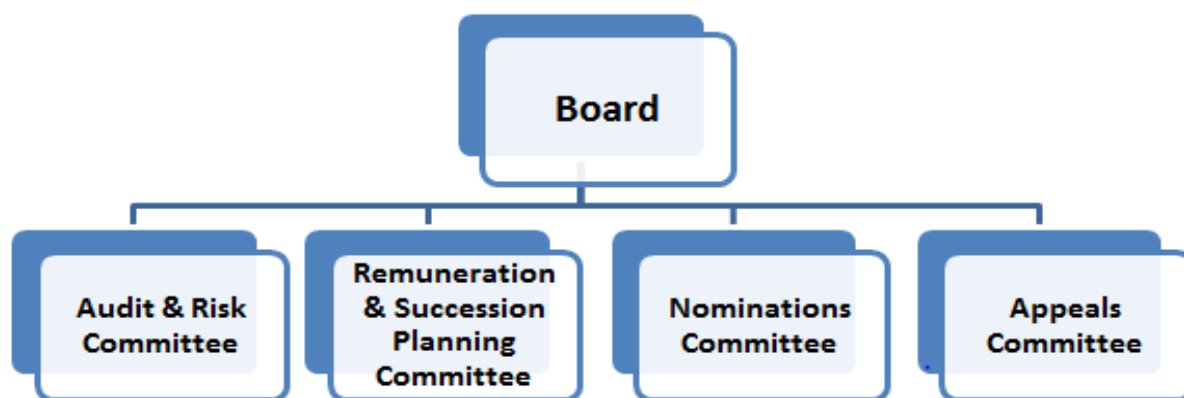 Board
Audit & Risk
Committee
Remuneration
& Succession
Planning
Committee
Nominations
Committee
Appeals
Committee